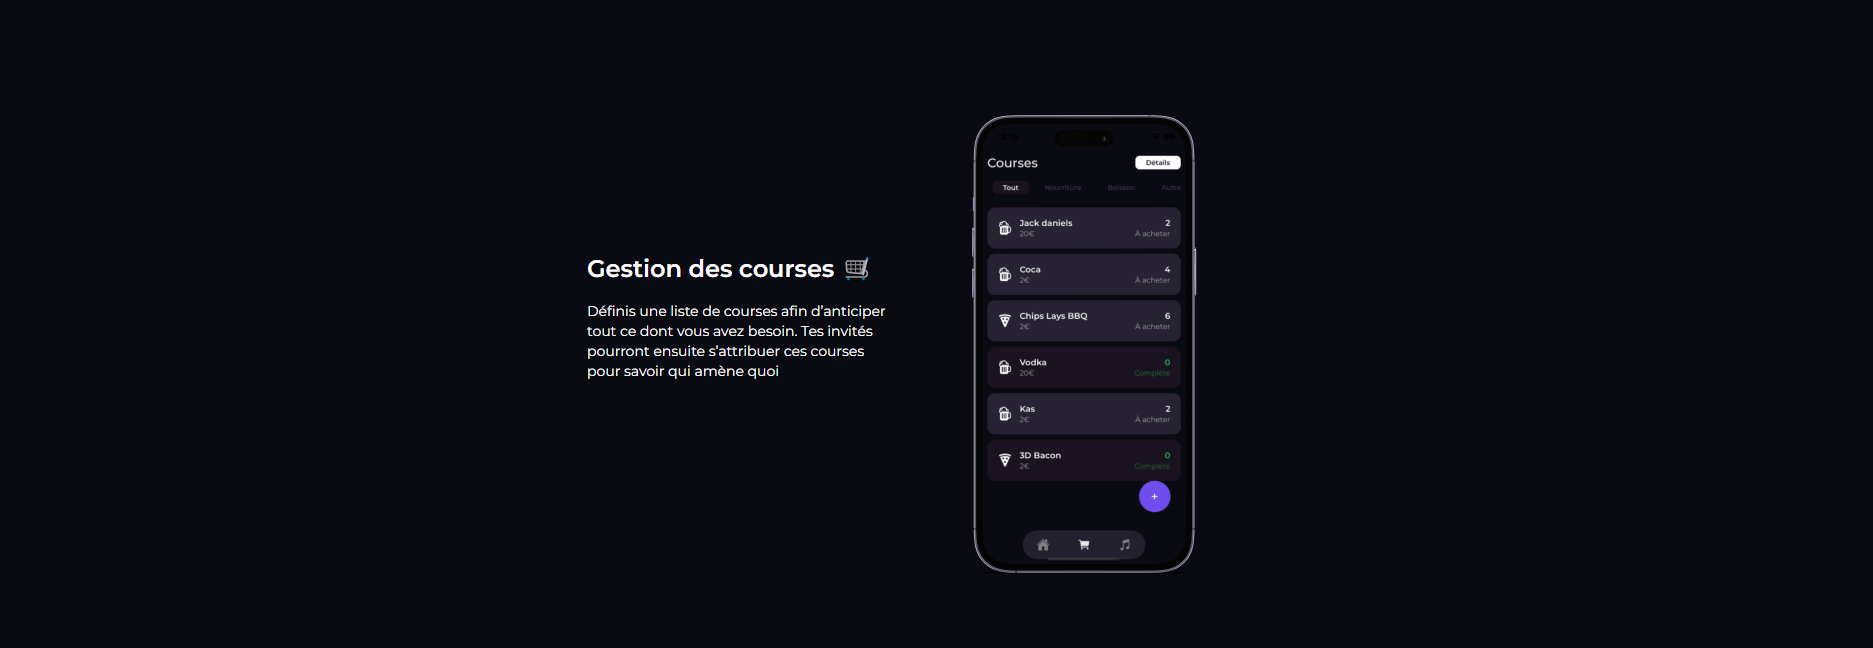 Gestion des courses
Définis une liste de courses afin d'anticiper
tout ce dont vous avez besoin. Tes invités
pourront ensuite s'attribuer ces courses
pour savoir qui amène quoi
Courses
Détails
Tout Nourriture Boisson Autre
Jack daniels 2
20€ À acheter
Coca 4
2€ À acheter
Chips Lays BBQ 6
2€ À acheter
Vodka 0
20€ Complété
Kas 2
2€ À acheter
3D Bacon 0
2€ Complété
+